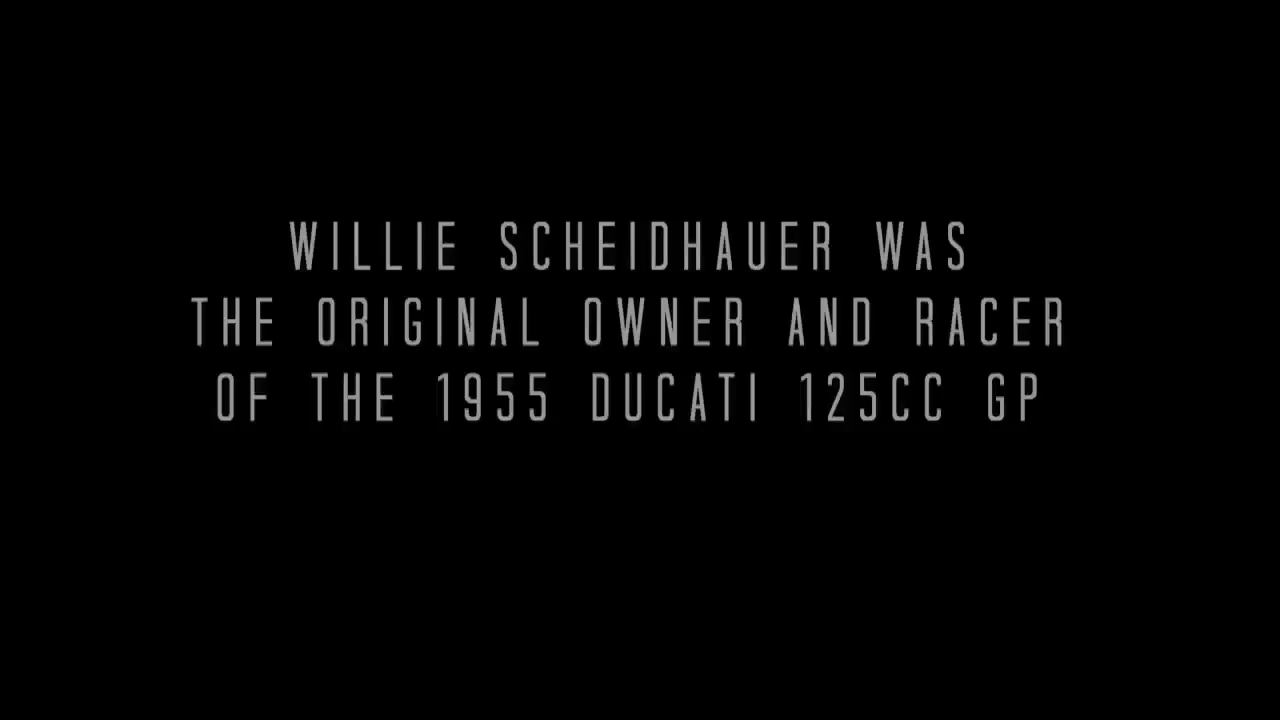 WILLIE SCHEIDHAUER WAS
THE ORIGINAL OWNER AND RACER
OF THE 1955 DUCATI 125CC GP